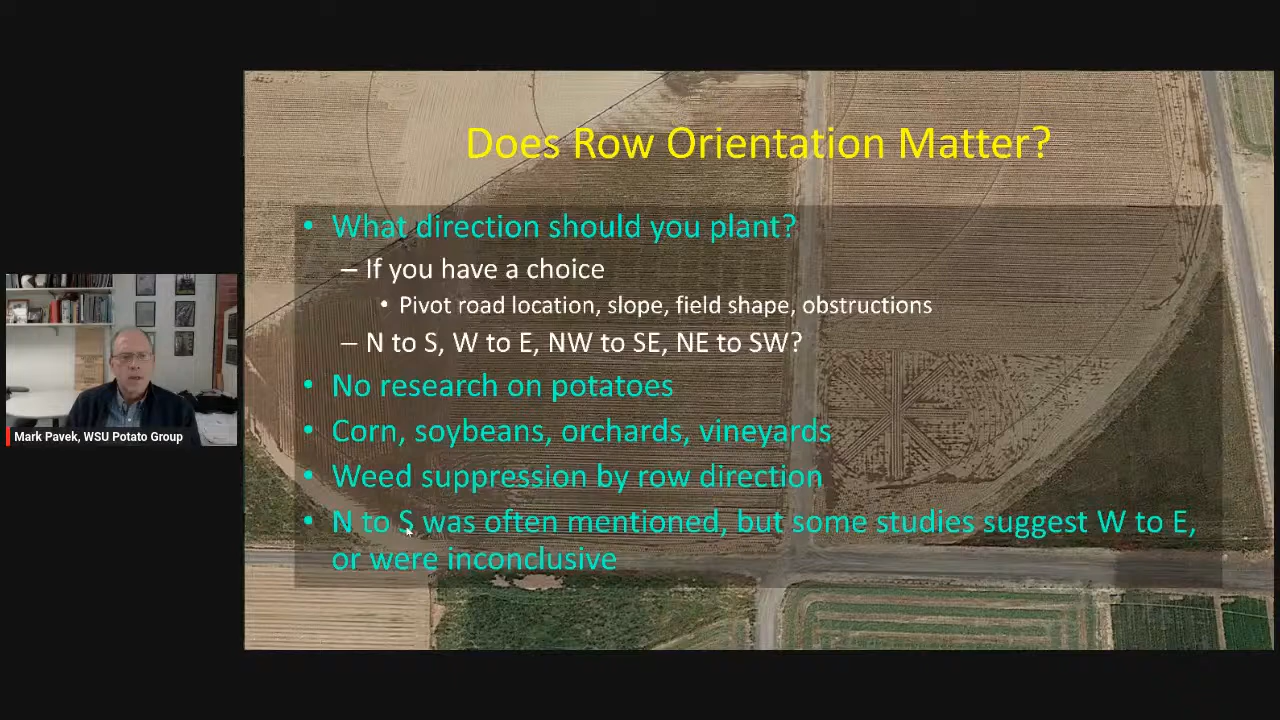 Does Row Orientation Matter?
• What direction should you plant?
– If you have a choice
• Pivot road location, slope, field shape, obstructions
– N to S, W to E, NW to SE, NE to SW?
• No research on potatoes
• Corn, soybeans, orchards, vineyards
• Weed suppression by row direction
• N to S was often mentioned, but some studies suggest W to E,
or were inconclusive
Mark Pavek, WSU Potato Group